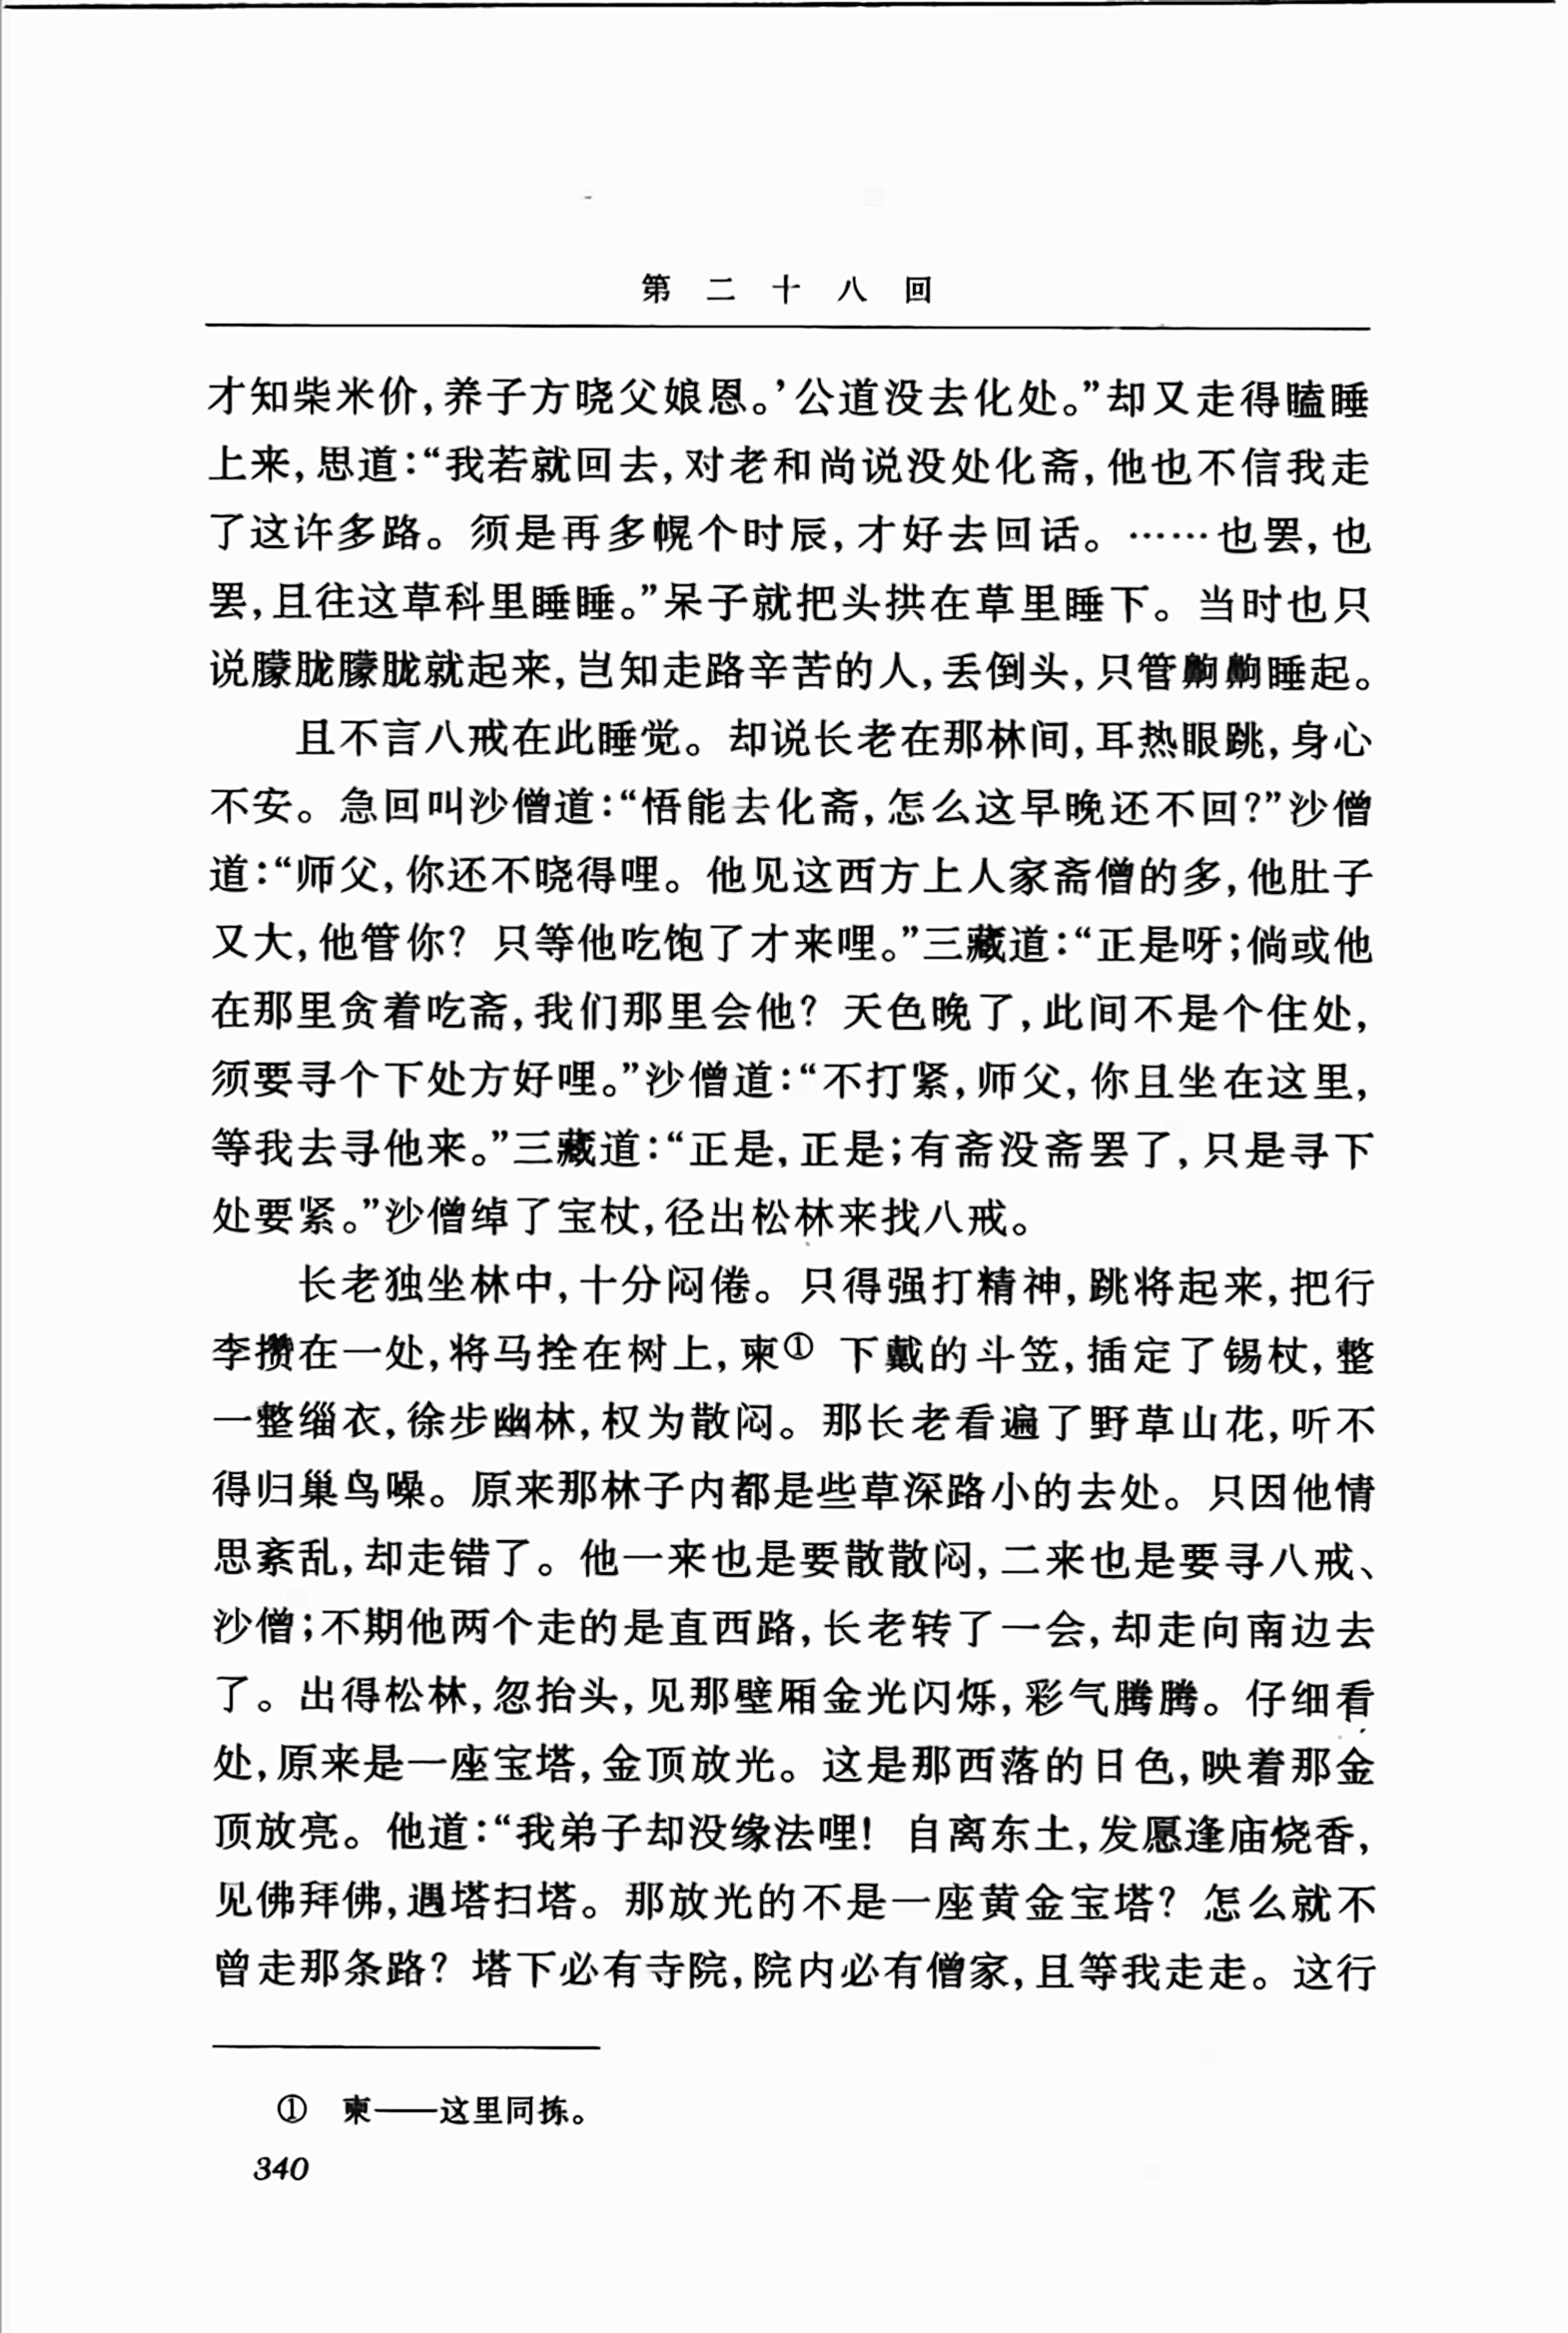 第二十八回
才知柴米价，养子方晓父娘恩。’公道没去化处。”却又走得瞌睡
上来，思道：“我若就回去，对老和尚说没处化斋，他也不信我走
了这许多路。须是再多幌个时辰，才好去回话。……也罢，也
罢，且往这草科里睡睡。”呆子就把头拱在草里睡下。当时也只
说朦胧朦胧就起来，岂知走路辛苦的人，丢倒头，只管齁齁睡起。
且不言八戒在此睡觉。却说长老在那林间，耳热眼跳，身心
不安。急回叫沙僧道：“悟能去化斋，怎么这早晚还不回？”沙僧
道：“师父，你还不晓得哩。他见这西方上人家斋僧的多，他肚子
又大，他管你？只等他吃饱了才来哩。”三藏道：“正是呀；倘或他
在那里贪着吃斋，我们那里会他？天色晚了，此间不是个住处，
须要寻个下处方好哩。”沙僧道：“不打紧，师父，你且坐在这里，
等我去寻他来。”三藏道：“正是，正是；有斋没斋罢了，只是寻下
处要紧。”沙僧绰了宝杖，径出松林来找八戒。
长老独坐林中，十分闷倦。只得强打精神，跳将起来，把行
李攒在一处，将马拴在树上，柬① 下戴的斗笠，插定了锡杖，整
一整缁衣，徐步幽林，权为散闷。那长老看遍了野草山花，听不
得归巢鸟噪。原来那林子内都是些草深路小的去处。只因他情
思紊乱，却走错了。他一来也是要散散闷，二来也是要寻八戒、
沙僧；不期他两个走的是直西路，长老转了一会，却走向南边去
了。出得松林，忽抬头，见那壁厢金光闪烁，彩气腾腾。仔细看
处，原来是一座宝塔，金顶放光。这是那西落的日色，映着那金
顶放亮。他道：“我弟子却没缘法哩！自离东土，发愿逢庙烧香，
见佛拜佛，遇塔扫塔。那放光的不是一座黄金宝塔？怎么就不
曾走那条路？塔下必有寺院，院内必有僧家，且等我走走。这行
① 柬——这里同拣。
340